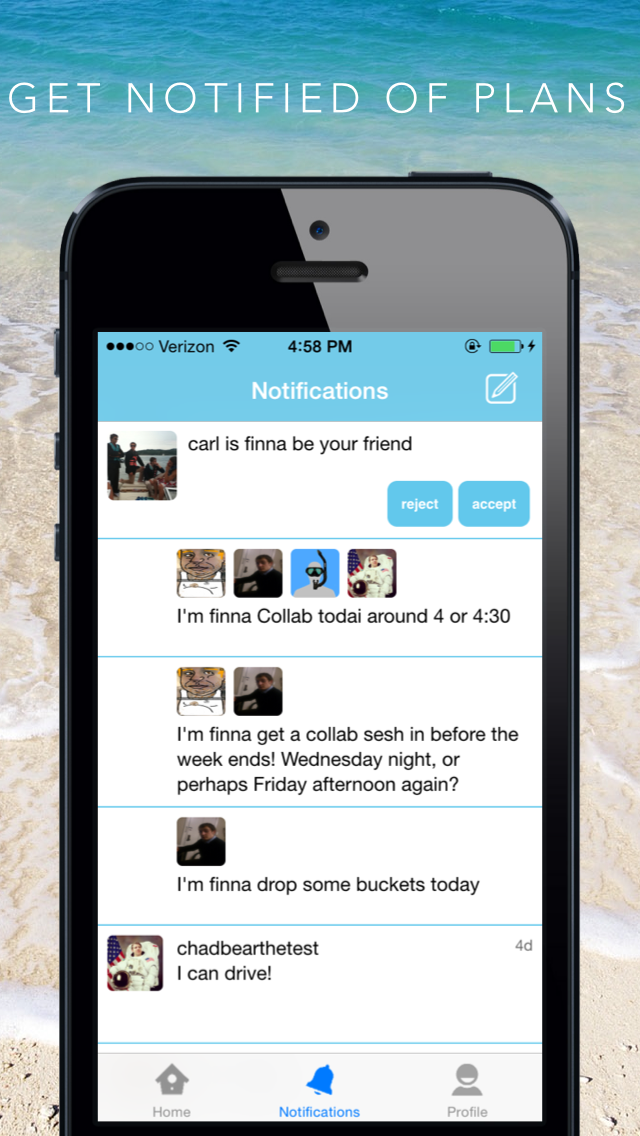 GET NOTIFIED OF PLANS
Verizon 4:58 PM
Notifications
carl is finna be your friend
reject accept
I'm finna Collab todai around 4 or 4:30
I'm finna get a collab sesh in before the
week ends! Wednesday night, or
perhaps Friday afternoon again?
I'm finna drop some buckets today
chadbearthetest 4d
I can drive!
Home Notifications Profile